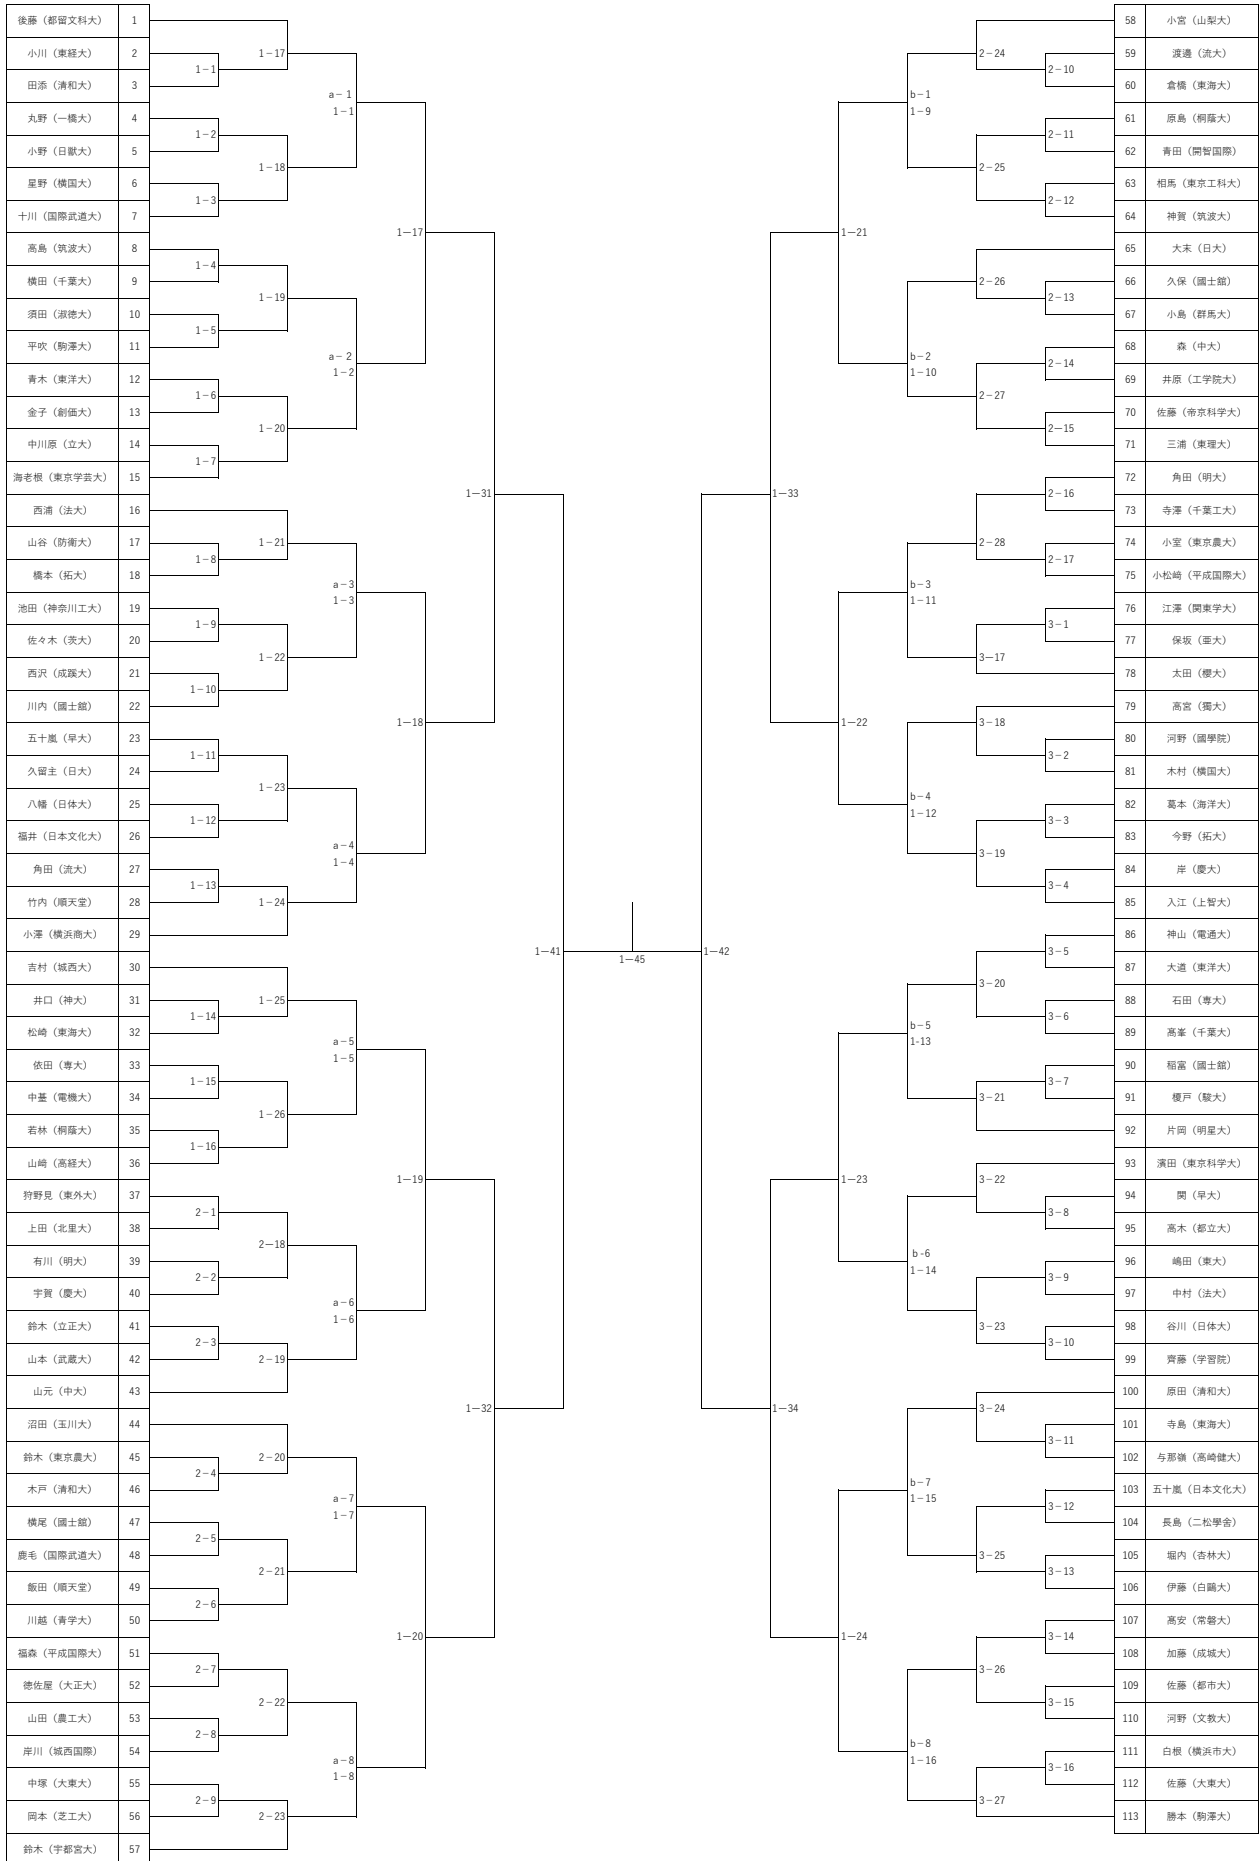 後藤（都留文科大） 1
小川（東経大） 2
田添（清和大） 3
丸野（一橋大） 4
小野（日獸大） 5
星野（横国大） 6
十川（国際武道大） 7
髙島（筑波大） 8
横田（千葉大） 9
須田（淑徳大） 10
平吹（駒澤大） 11
青木（東洋大） 12
金子（創価大） 13
中川原（立大） 14
海老根（東京学芸大） 15
西浦（法大） 16
山谷（防衛大） 17
橋本（拓大） 18
池田（神奈川工大） 19
佐々木（茨大） 20
西沢（成蹊大） 21
川内（國士舘） 22
五十嵐（早大） 23
久留主（日大） 24
八幡（日体大） 25
福井（日本文化大） 26
角田（流大） 27
竹内（順天堂） 28
小澤（横浜商大） 29
吉村（城西大） 30
井口（神大） 31
松崎（東海大） 32
依田（専大） 33
中基（電機大） 34
若林（桐蔭大） 35
山﨑（高経大） 36
狩野見（東外大） 37
上田（北里大） 38
有川（明大） 39
宇賀（慶大） 40
鈴木（立正大） 41
山本（武蔵大） 42
山元（中大） 43
沼田（玉川大） 44
鈴木（東京農大） 45
木戸（清和大） 46
横尾（國士舘） 47
鹿毛（国際武道大） 48
飯田（順天堂） 49
川越（青学大） 50
福森（平成国際大） 51
徳佐屋（大正大） 52
山田（農工大） 53
岸川（城西国際） 54
中塚（大東大） 55
岡本（芝工大） 56
鈴木（宇都宮大） 57
1－1
1－2
1－3
1－4
1－5
1－6
1－7
1－8
1－9
1－10
1－11
1－12
1－13
1－14
1－15
1－16
2－1
2－2
2－3
2－4
2－5
2－6
2－7
2－8
2－9
1－17
1－18
1－19
1－20
1－21
1－22
1－23
1－24
1－25
1－26
2—18
2－19
2－20
2－21
2－22
2－23
a－1
1－1
a－2
1－2
a－3
1－3
a－4
1－4
a－5
1－5
a－6
1－6
a－7
1－7
a－8
1－8
1—17
1—18
1—19
1—20
1—31
1—32
1—41
1—45
1—42
1—33
1—34
1—21
1—22
1—23
1—24
b－1
1－9
b－2
1－10
b－3
1－11
b－4
1－12
b－5
1-13
b-6
1－14
b－7
1－15
b－8
1－16
2－24
2－25
2－26
2－27
2－28
3—17
3－18
3－19
3－20
3－21
3－22
3－23
3－24
3－25
3－26
3－27
2－10
2－11
2－12
2－13
2－14
2—15
2－16
2－17
3－1
3－2
3－3
3－4
3－5
3－6
3－7
3－8
3－9
3－10
3－11
3－12
3－13
3－14
3－15
3－16
58 小宮（山梨大）
59 渡邊（流大）
60 倉橋（東海大）
61 原島（桐蔭大）
62 青田（開智国際）
63 相馬（東京工科大）
64 神賀（筑波大）
65 大末（日大）
66 久保（國士舘）
67 小島（群馬大）
68 森（中大）
69 井原（工学院大）
70 佐藤（帝京科学大）
71 三浦（東理大）
72 角田（明大）
73 寺澤（千葉工大）
74 小室（東京農大）
75 小松﨑（平成国際大）
76 江澤（関東学大）
77 保坂（亜大）
78 太田（櫻大）
79 高宮（獨大）
80 河野（國學院）
81 木村（横国大）
82 葛本（海洋大）
83 今野（拓大）
84 岸（慶大）
85 入江（上智大）
86 神山（電通大）
87 大道（東洋大）
88 石田（専大）
89 髙峯（千葉大）
90 稲富（國士舘）
91 榎戸（駿大）
92 片岡（明星大）
93 濱田（東京科学大）
94 関（早大）
95 高木（都立大）
96 嶋田（東大）
97 中村（法大）
98 谷川（日体大）
99 齊藤（学習院）
100 原田（清和大）
101 寺島（東海大）
102 与那嶺（高崎健大）
103 五十嵐（日本文化大）
104 長島（二松學舎）
105 堀内（杏林大）
106 伊藤（白鷗大）
107 髙安（常磐大）
108 加藤（成城大）
109 佐藤（都市大）
110 河野（文教大）
111 白根（横浜市大）
112 佐藤（大東大）
113 勝本（駒澤大）